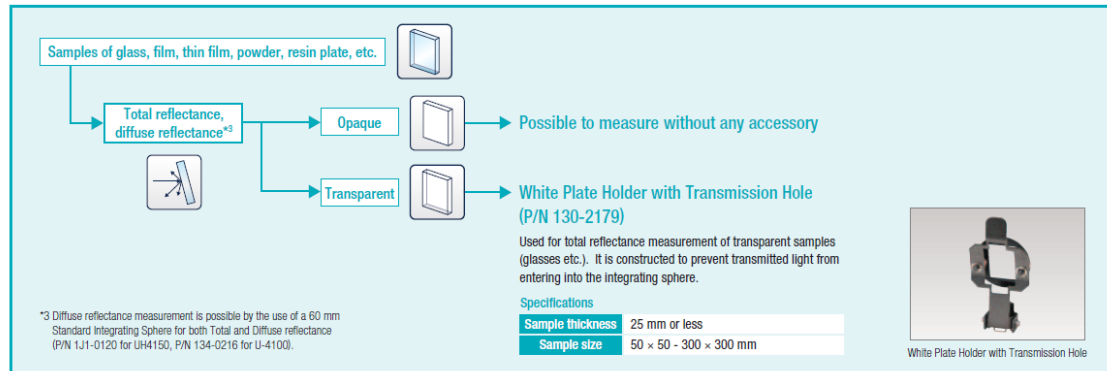 Samples of glass, film, thin film, powder, resin plate, etc.
Total reflectance,
diffuse reflectance*3
Opaque
Possible to measure without any accessory
Transparent
White Plate Holder with Transmission Hole
(P/N 130-2179)
Used for total reflectance measurement of transparent samples
(glasses etc.). It is constructed to prevent transmitted light from
entering into the integrating sphere.
Specifications
Sample thickness 25 mm or less
Sample size 50 × 50 - 300 × 300 mm
*3 Diffuse reflectance measurement is possible by the use of a 60 mm
Standard Integrating Sphere for both Total and Diffuse reflectance
(P/N 1J1-0120 for UH4150, P/N 134-0216 for U-4100).
White Plate Holder with Transmission Hole